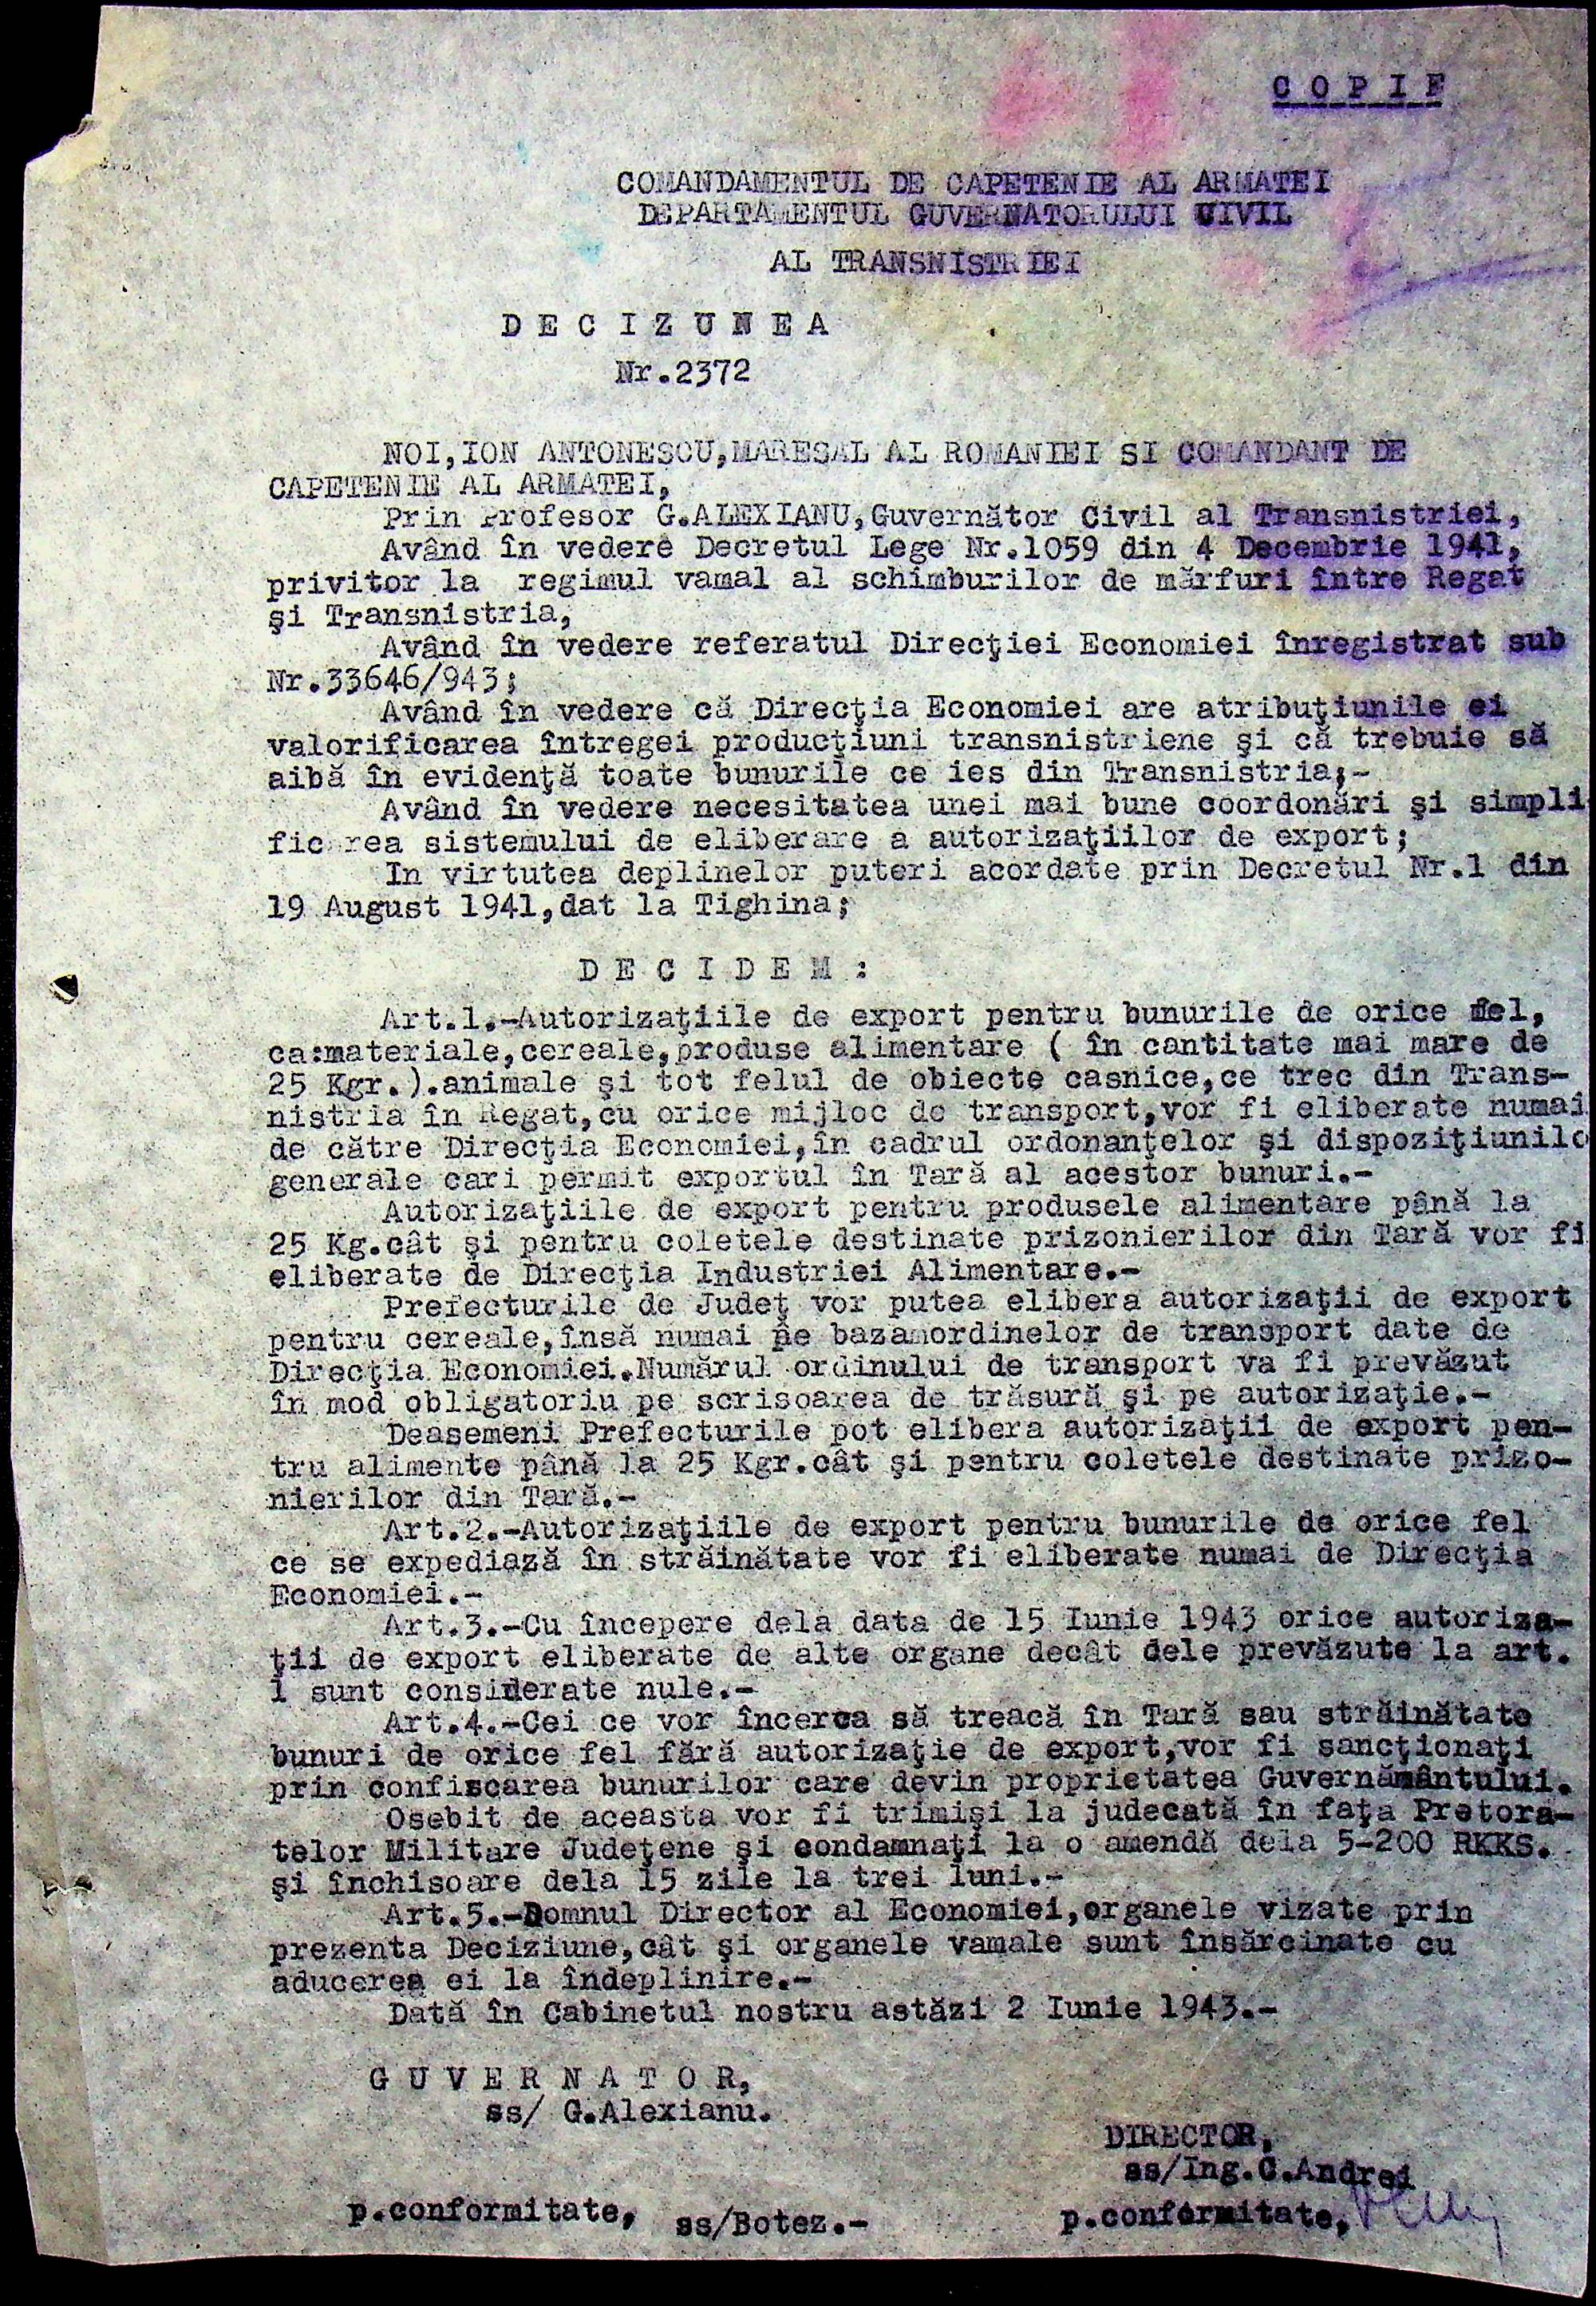 COPIE
COMANDAMENTUL DE CAPETENIE AL ARMATEI
DEPARTAMENTUL GUVERNATORULUI CIVIL
AL TRANSNISTRIEI
DECIZUNEA
Nr.2372
NOI,ION ANTONESCU,MARESAL AL ROMANIEI SI COMANDANT DE
CAPETENIE AL ARMATEI,
Prin Profesor G.ALEXIANU,Guvernător Civil al Transnistriei,
Având în vedere Decretul Lege Nr.1059 din 4 Decembrie 1941,
privitor la regimul vamal al schimburilor de mărfuri între Regat
şi Transnistria,
Având în vedere referatul Direcţiei Economiei înregistrat sub
Nr.33646/943;
Având în vedere că Direcţia Economiei are atribuţiunile ei
valorificarea întregei producţiuni transnistriene şi că trebuie să
aibă în evidenţă toate bunurile ce ies din Transnistria;-
Având în vedere necesitatea unei mai bune coordonări şi simpli
ficarea sistemului de eliberare a autorizaţiilor de export;
In virtutea deplinelor puteri acordate prin Decretul Nr.1 din
19 August 1941,dat la Tighina;
DECIDEM:
Art.1.-Autorizaţiile de export pentru bunurile de orice fel,
ca:materiale,cereale,produse alimentare ( în cantitate mai mare de
25 Kgr.).animale şi tot felul de obiecte casnice,ce trec din Trans-
nistria în Regat,cu orice mijloc de transport,vor fi eliberate numai
de către Direcţia Economiei,în cadrul ordonanţelor şi dispoziţiunilo
generale cari permit exportul în Tară al acestor bunuri.-
Autorizaţiile de export pentru produsele alimentare până la
25 Kg.cât şi pentru coletele destinate prizonierilor din Tară vor fi
eliberate de Direcţia Industriei Alimentare.-
Prefecturile de Judeţ vor putea elibera autorizaţii de export
pentru cereale,însă numai pe baza ordinelor de transport date de
Direcţia Economiei.Numărul ordinului de transport va fi prevăzut
în mod obligatoriu pe scrisoarea de trăsură şi pe autorizaţie.-
Deasemeni Prefecturile pot elibera autorizaţii de export pen-
tru alimente până la 25 Kgr.cât şi pentru coletele destinate prizo-
nierilor din Tară.-
Art.2.-Autorizaţiile de export pentru bunurile de orice fel
ce se expediază în străinătate vor fi eliberate numai de Direcţia
Economiei.-
Art.3.-Cu începere dela data de 15 Iunie 1943 orice autoriza-
ţii de export eliberate de alte organe decât cele prevăzute la art.
1 sunt considerate nule.-
Art.4.-Cei ce vor încerca să treacă în Tară sau străinătate
bunuri de orice fel fără autorizaţie de export,vor fi sancţionaţi
prin confiscarea bunurilor care devin proprietatea Guvernământului.
Osebit de aceasta vor fi trimişi la judecată în faţa Pretora-
telor Militare Judeţene şi condamnaţi la o amendă dela 5-200 RKKS.
şi închisoare dela 15 zile la trei luni.-
Art.5.-Domnul Director al Economiei,organele vizate prin
prezenta Deciziune,cât şi organele vamale sunt însărcinate cu
aducerea ei la îndeplinire.-
Dată în Cabinetul nostru astăzi 2 Iunie 1943.-
GUVERNATOR,
ss/ G.Alexianu.
DIRECTOR,
ss/Ing.C.Andrei
p.conformitate, ss/Botez.-
p.conformitate,